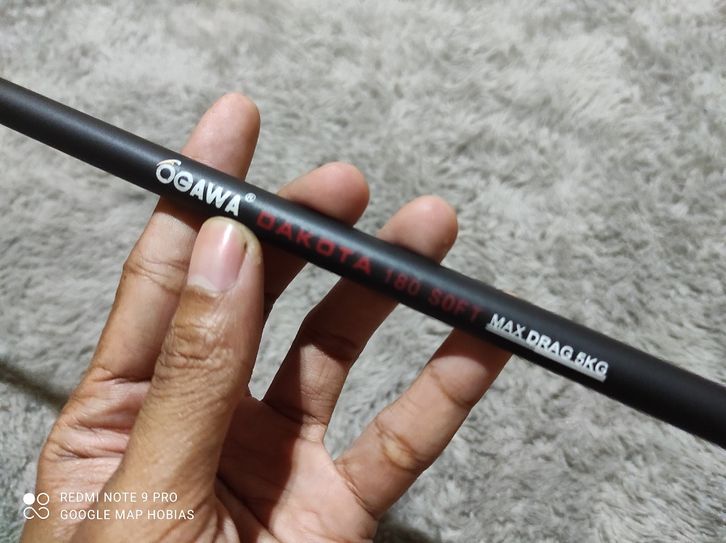 OGAWA® DAKOTA 180 SOFT MAX DRAG 5KG
REDMI NOTE 9 PRO
GOOGLE MAP HOBIAS